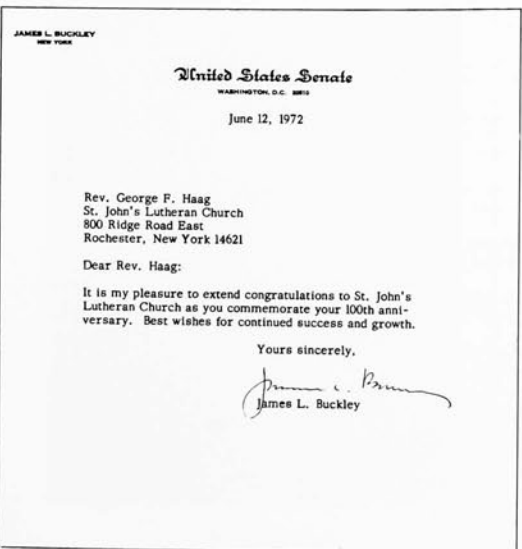 JAMES L. BUCKLEY
NEW YORK
United States Senate
WASHINGTON, D.C. 20510
June 12, 1972
Rev. George F. Haag
St. John's Lutheran Church
800 Ridge Road East
Rochester, New York 14621
Dear Rev. Haag:
It is my pleasure to extend congratulations to St. John's
Lutheran Church as you commemorate your 100th anni-
versary. Best wishes for continued success and growth.
Yours sincerely,
James L. Buckley